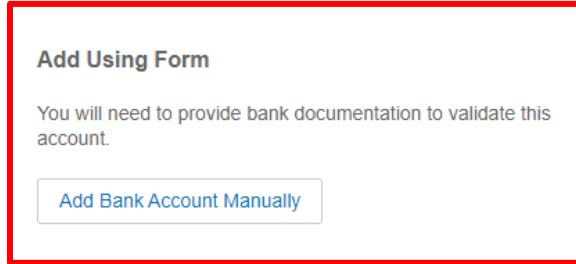 Add Using Form
You will need to provide bank documentation to validate this
account.
Add Bank Account Manually